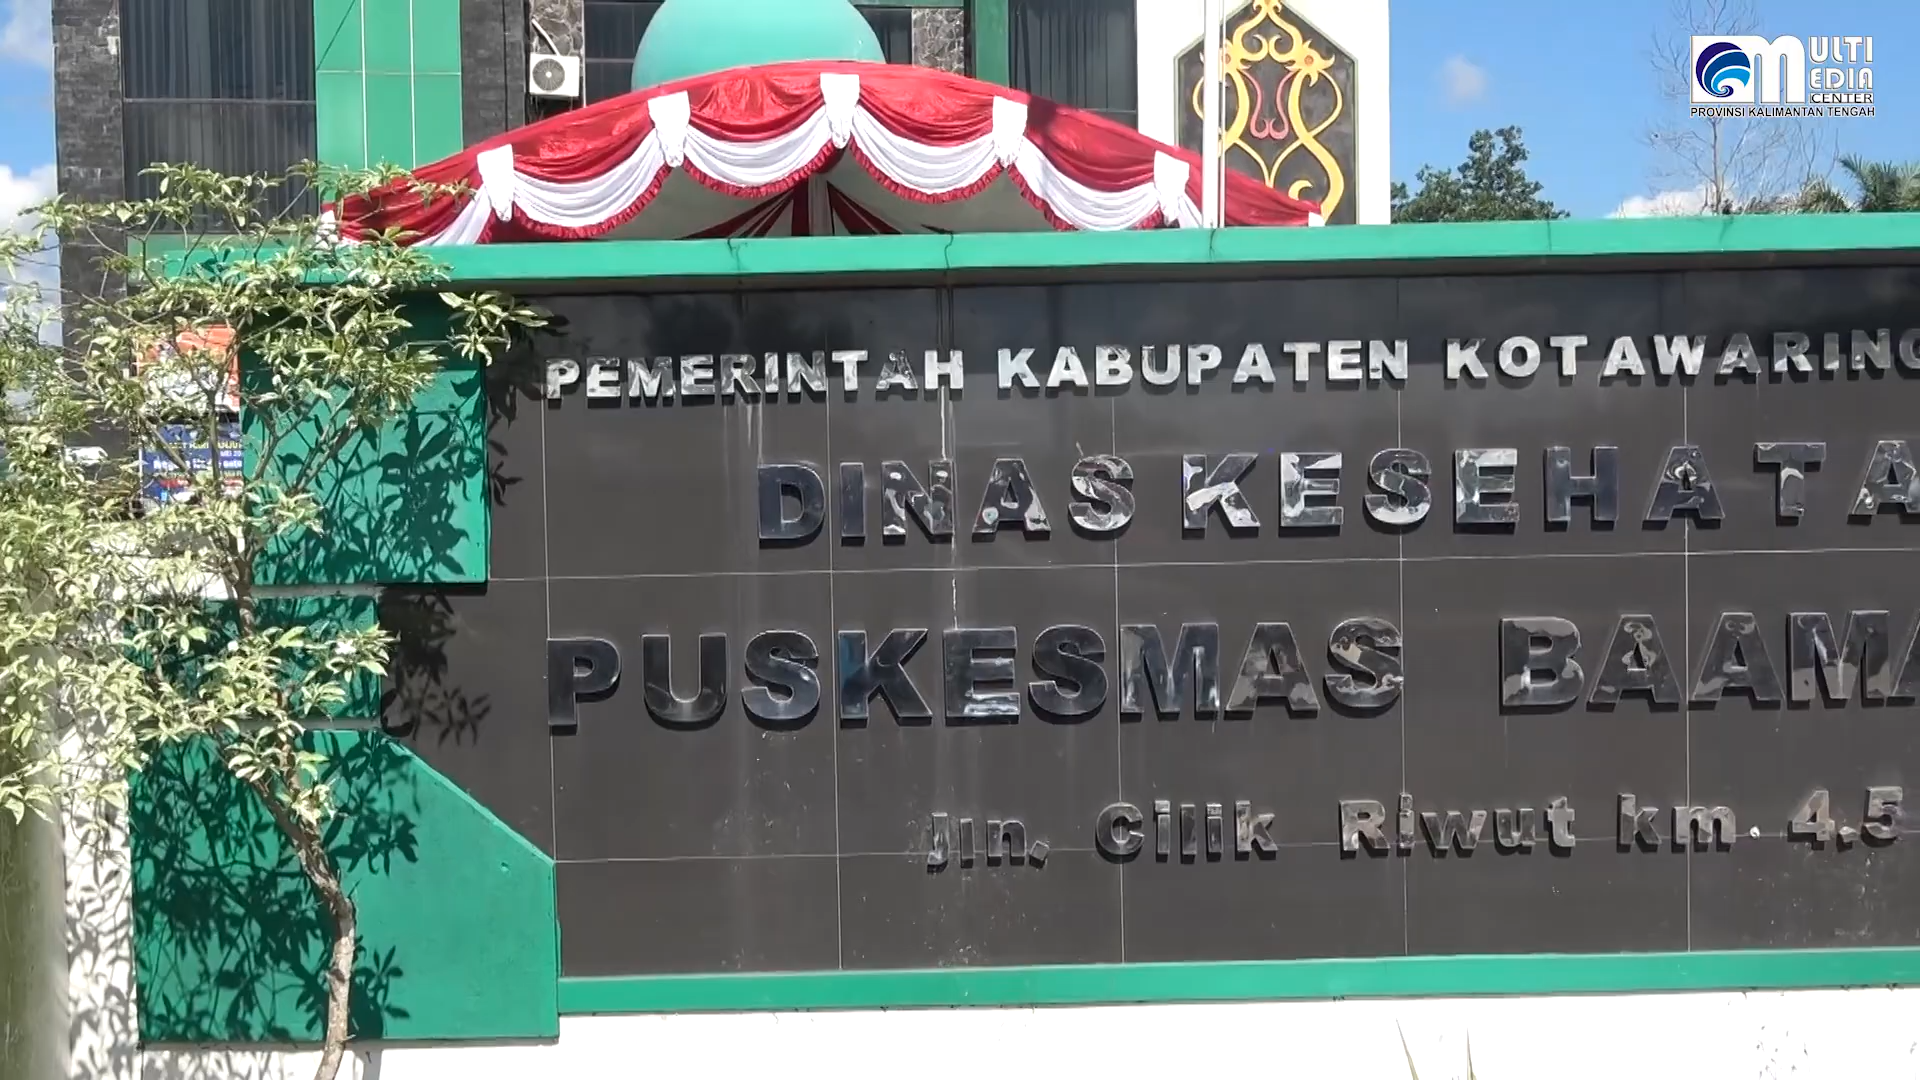 MULTI
MEDIA
CENTER
PROVINSI KALIMANTAN TENGAH
PEMERINTAH KABUPATEN KOTAWARING
DINAS KESEHATA
PUSKESMAS BAAMA
Jln. Cilik Riwut km. 4.5